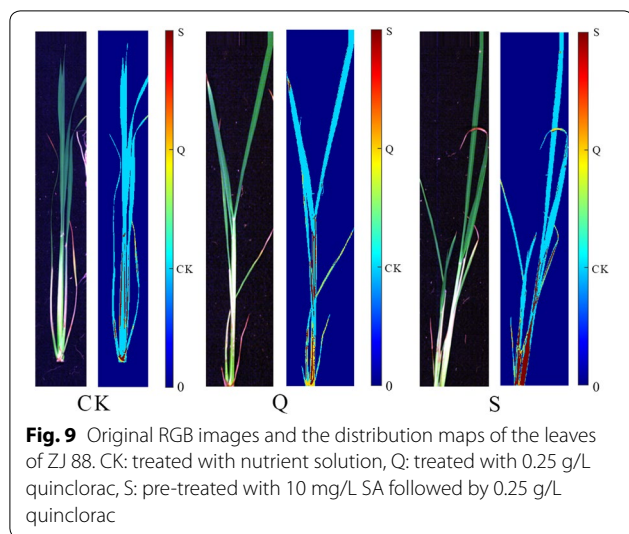 S
Q
CK
0
S
Q
CK
0
S
Q
CK
0
CK
Q
S
Fig. 9 Original RGB images and the distribution maps of the leaves
of ZJ 88. CK: treated with nutrient solution, Q: treated with 0.25 g/L
quinclorac, S: pre-treated with 10 mg/L SA followed by 0.25 g/L
quinclorac